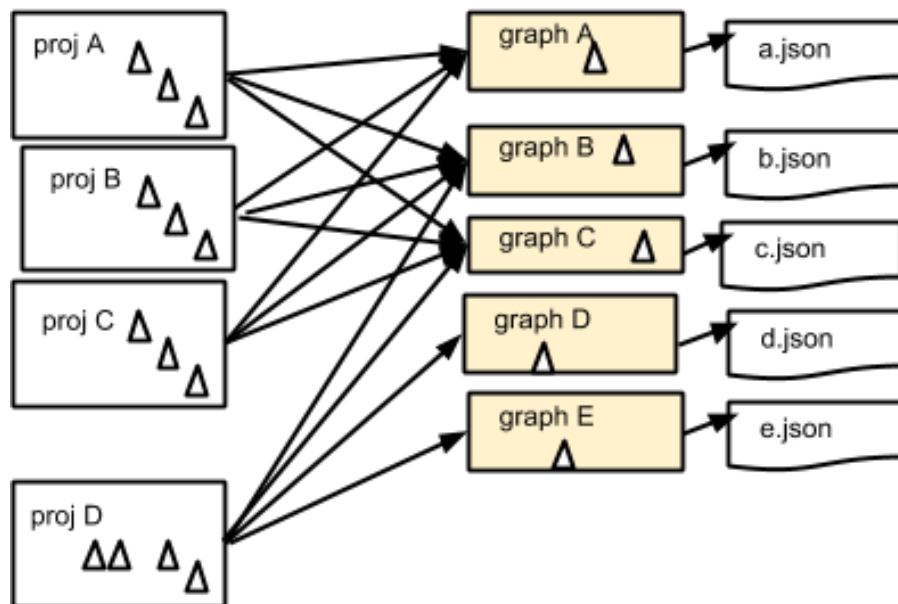 proj A
graph A
a.json
proj B
graph B
b.json
graph C
c.json
proj C
graph D
d.json
graph E
e.json
proj D